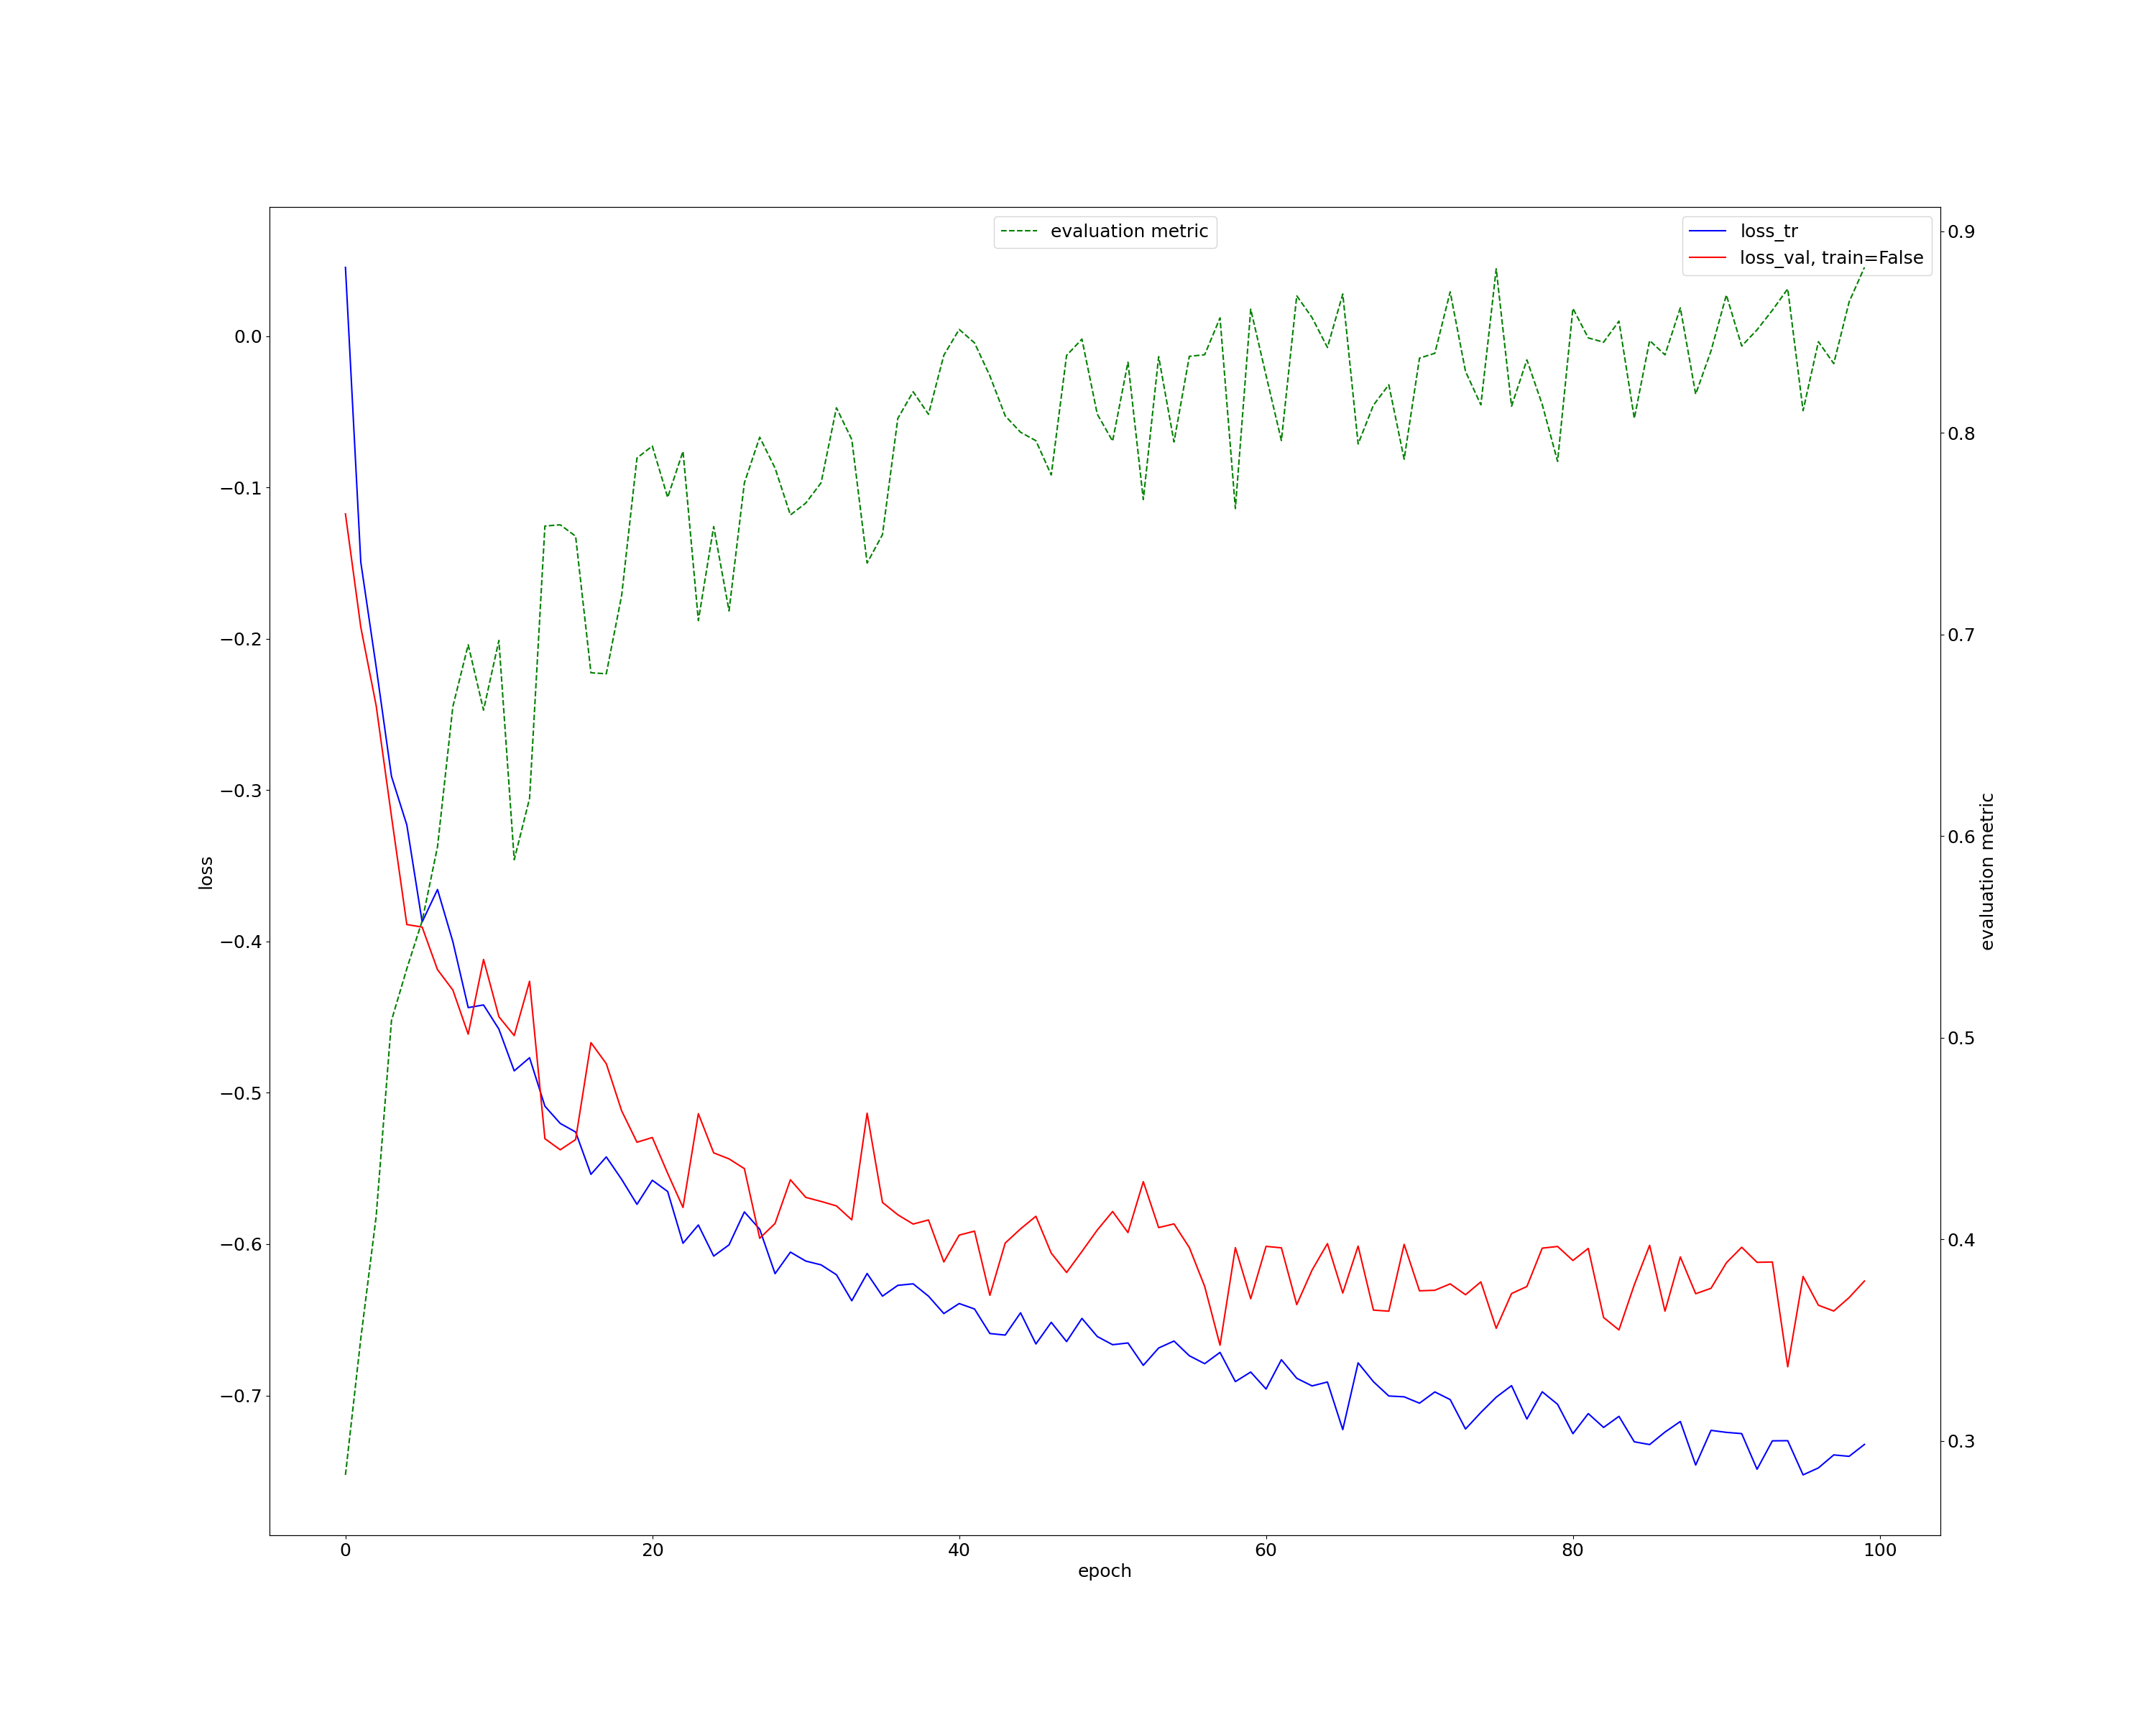 evaluation metric
loss_tr
loss_val, train=False
0.0
−0.1
−0.2
−0.3
−0.4
−0.5
−0.6
−0.7
loss
0.9
0.8
0.7
0.6
0.5
0.4
0.3
evaluation metric
0 20 40 60 80 100
epoch